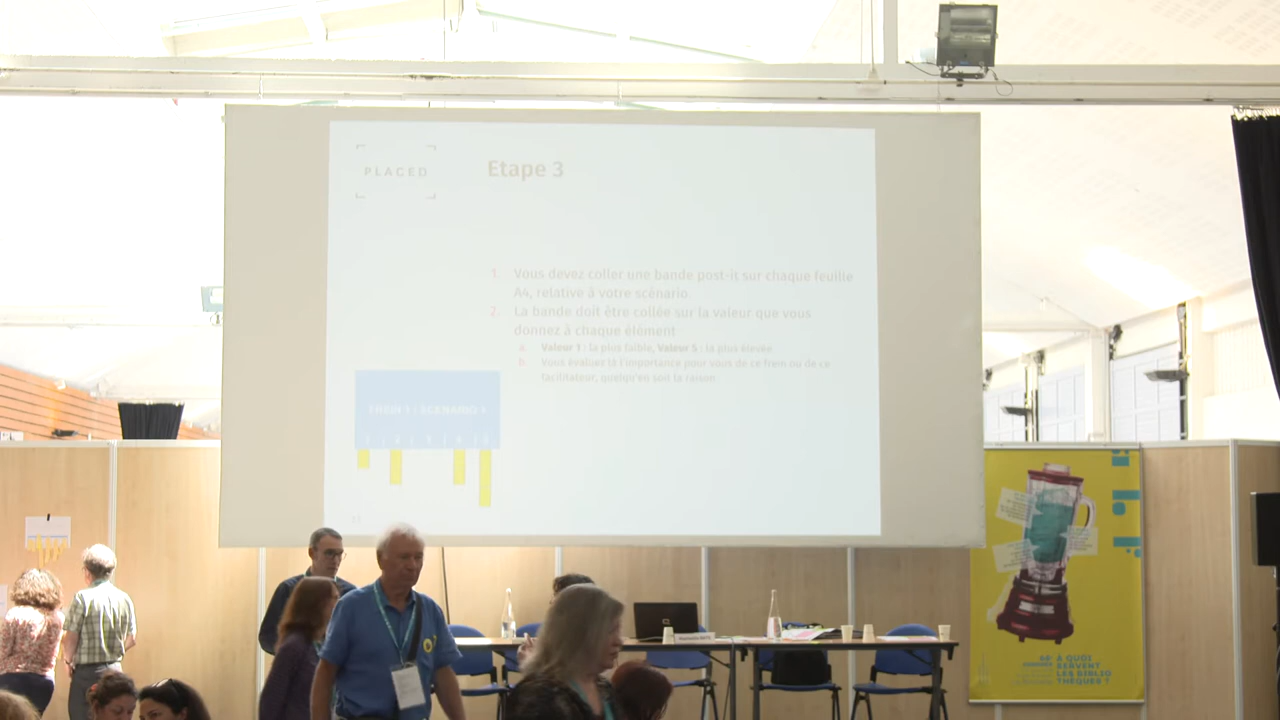 PLACED
Etape 3
1. Vous devez coller une bande post-it sur chaque feuille
A4, relative à votre scénario
2. La bande doit être collée sur la valeur que vous
donnez à chaque élément
a. Valeur 1 : la plus faible, Valeur 5 : la plus élevée
b. Vous évaluer ici l'importance pour vous de ce frein ou de ce
facilitateur, quelqu'en soit la raison
FREIN 1 : SCENARIO 1
À QUOI
SERVENT
LES BIBLIO
THÈQUES ?